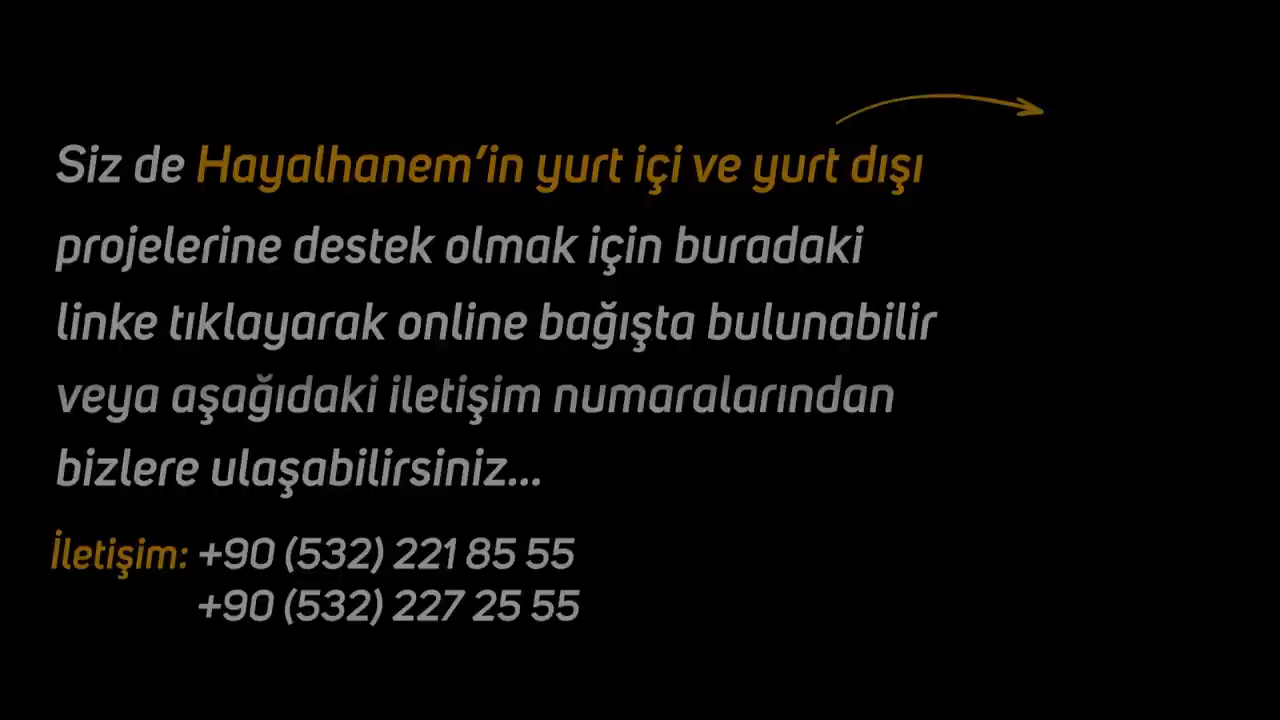 Siz de Hayalhanem'in yurt içi ve yurt dışı
projelerine destek olmak için buradaki
linke tıklayarak online bağışta bulunabilir
veya aşağıdaki iletişim numaralarından
bizlere ulaşabilirsiniz...
İletişim: +90 (532) 221 85 55
+90 (532) 227 25 55